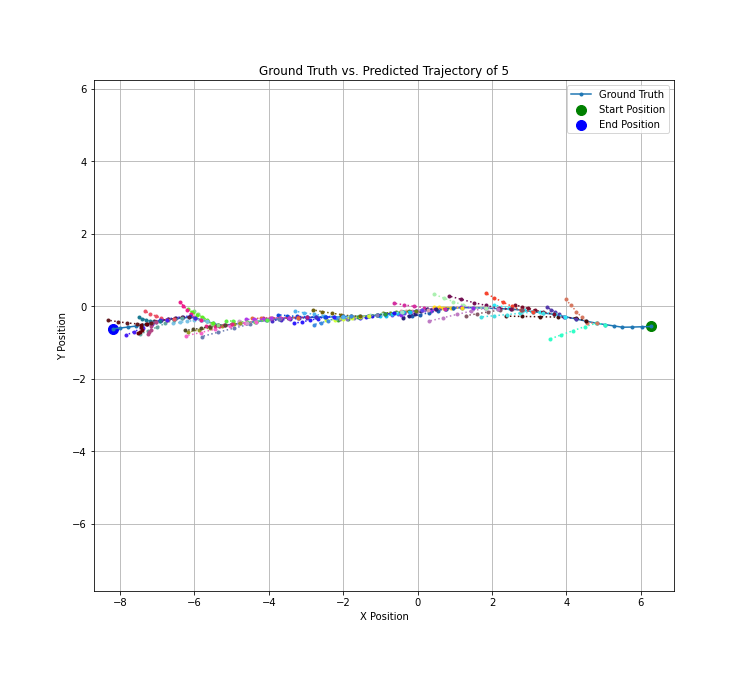 Ground Truth vs. Predicted Trajectory of 5
Ground Truth
Start Position
End Position
6
4
2
0
−2
−4
−6
Y Position
−8 −6 −4 −2 0 2 4 6
X Position